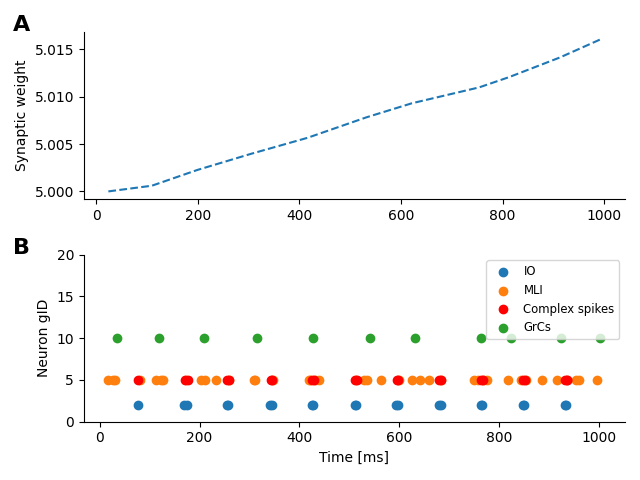 A
Synaptic weight
5.015
5.010
5.005
5.000
0 200 400 600 800 1000
B
Neuron gID
20
15
10
5
0
IO
MLI
Complex spikes
GrCs
0 200 400 600 800 1000
Time [ms]